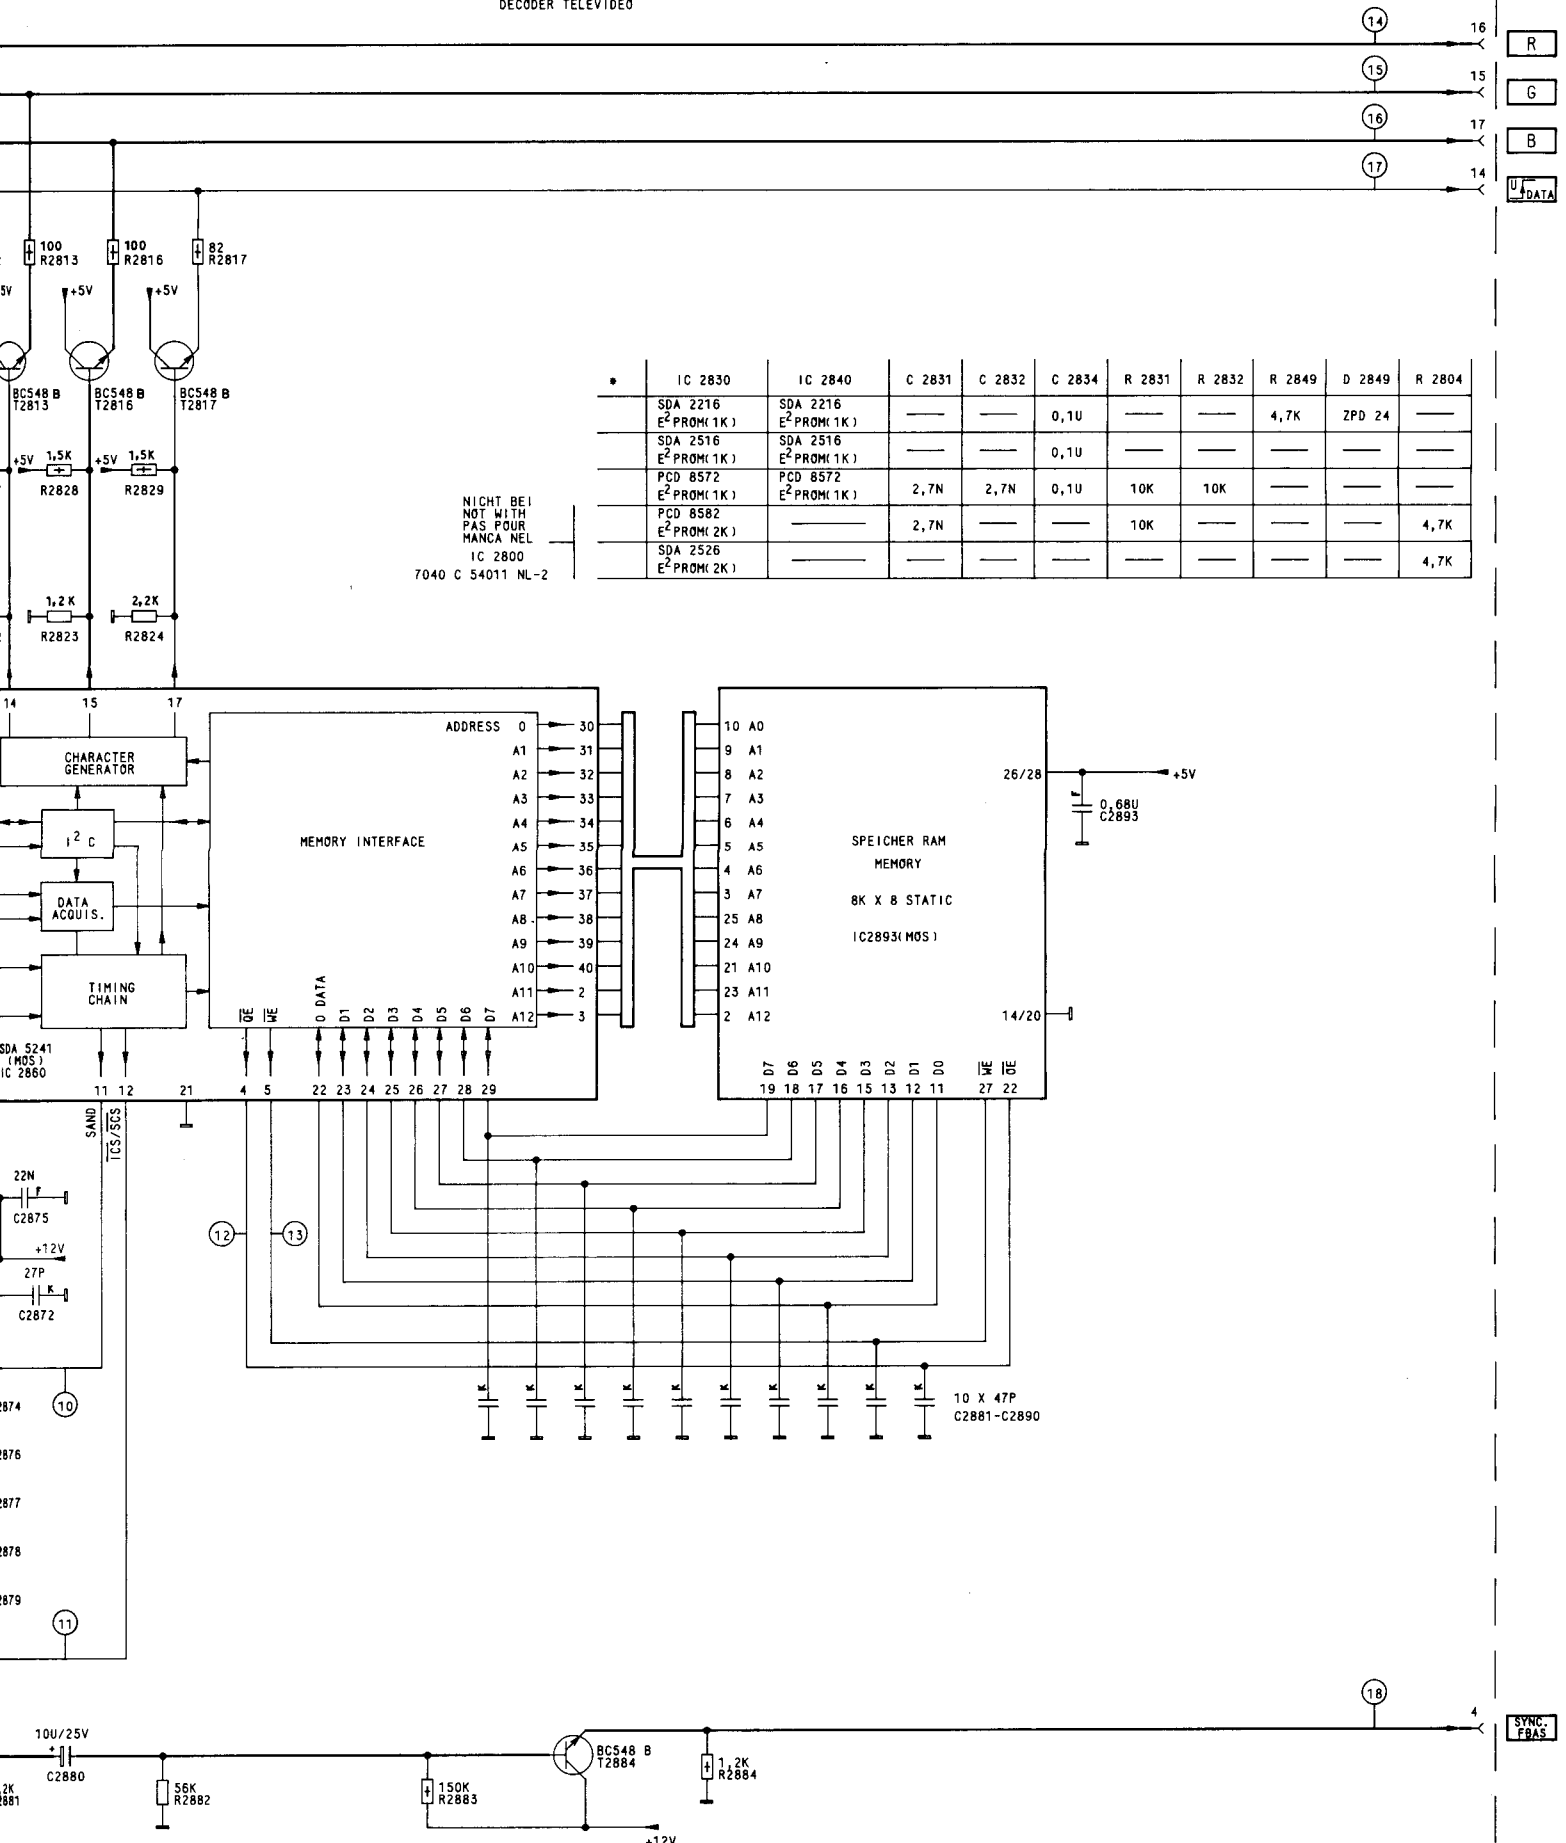 DECODER TELEVIDEO
14
16
R
15
15
G
16
17
B
17
14
U DATA
100
R2813
100
R2816
82
R2817
5V
+5V
+5V
BC548 B
T2813
BC548 B
T2816
BC548 B
T2817
+5V
1,5K
R2828
+5V
1,5K
R2829
1,2K
R2823
2,2K
R2824
* IC 2830 IC 2840 C 2831 C 2832 C 2834 R 2831 R 2832 R 2849 D 2849 R 2804
SDA 2216 SDA 2216
E²PROM(1K) E²PROM(1K) — — 0,1U — — 4,7K ZPD 24 —
SDA 2516 SDA 2516
E²PROM(1K) E²PROM(1K) — — 0,1U — — — — —
PCD 8572 PCD 8572
E²PROM(1K) E²PROM(1K) 2,7N 2,7N 0,1U 10K 10K — — —
PCD 8582
E²PROM(2K) — 2,7N — — 10K — — — 4,7K
SDA 2526
E²PROM(2K) — — — — — — — — 4,7K
NICHT BEI
NOT WITH
PAS POUR
MANCA NEL
IC 2800
7040 C 54011 NL-2
14 15 17
CHARACTER
GENERATOR
I²C
DATA
ACQUIS.
TIMING
CHAIN
SDA 5241
(MOS)
IC 2860
MEMORY INTERFACE
ADDRESS 0 30
A1 31
A2 32
A3 33
A4 34
A5 35
A6 36
A7 37
A8 38
A9 39
A10 40
A11 2
A12 3
OE WE 0 DATA D1 D2 D3 D4 D5 D6 D7
11 12 21 4 5 22 23 24 25 26 27 28 29
SAND
ICS/SCS
10 A0
9 A1
8 A2
7 A3
6 A4
5 A5
4 A6
3 A7
25 A8
24 A9
21 A10
23 A11
2 A12
SPEICHER RAM
MEMORY
8K X 8 STATIC
IC2893(MOS)
26/28
+5V
F
0,68U
C2893
14/20
D7 D6 D5 D4 D3 D2 D1 D0 WE OE
19 18 17 16 15 13 12 11 27 22
22N
F
C2875
+12V
27P
K
C2872
12
13
10
K K K K K K K K K K
10 X 47P
C2881-C2890
2874
2876
2877
2878
2879
11
18
4
SYNC.
FBAS
10U/25V
+
C2880
2K
2881
56K
R2882
150K
R2883
BC548 B
T2884
1,2K
R2884
+12V